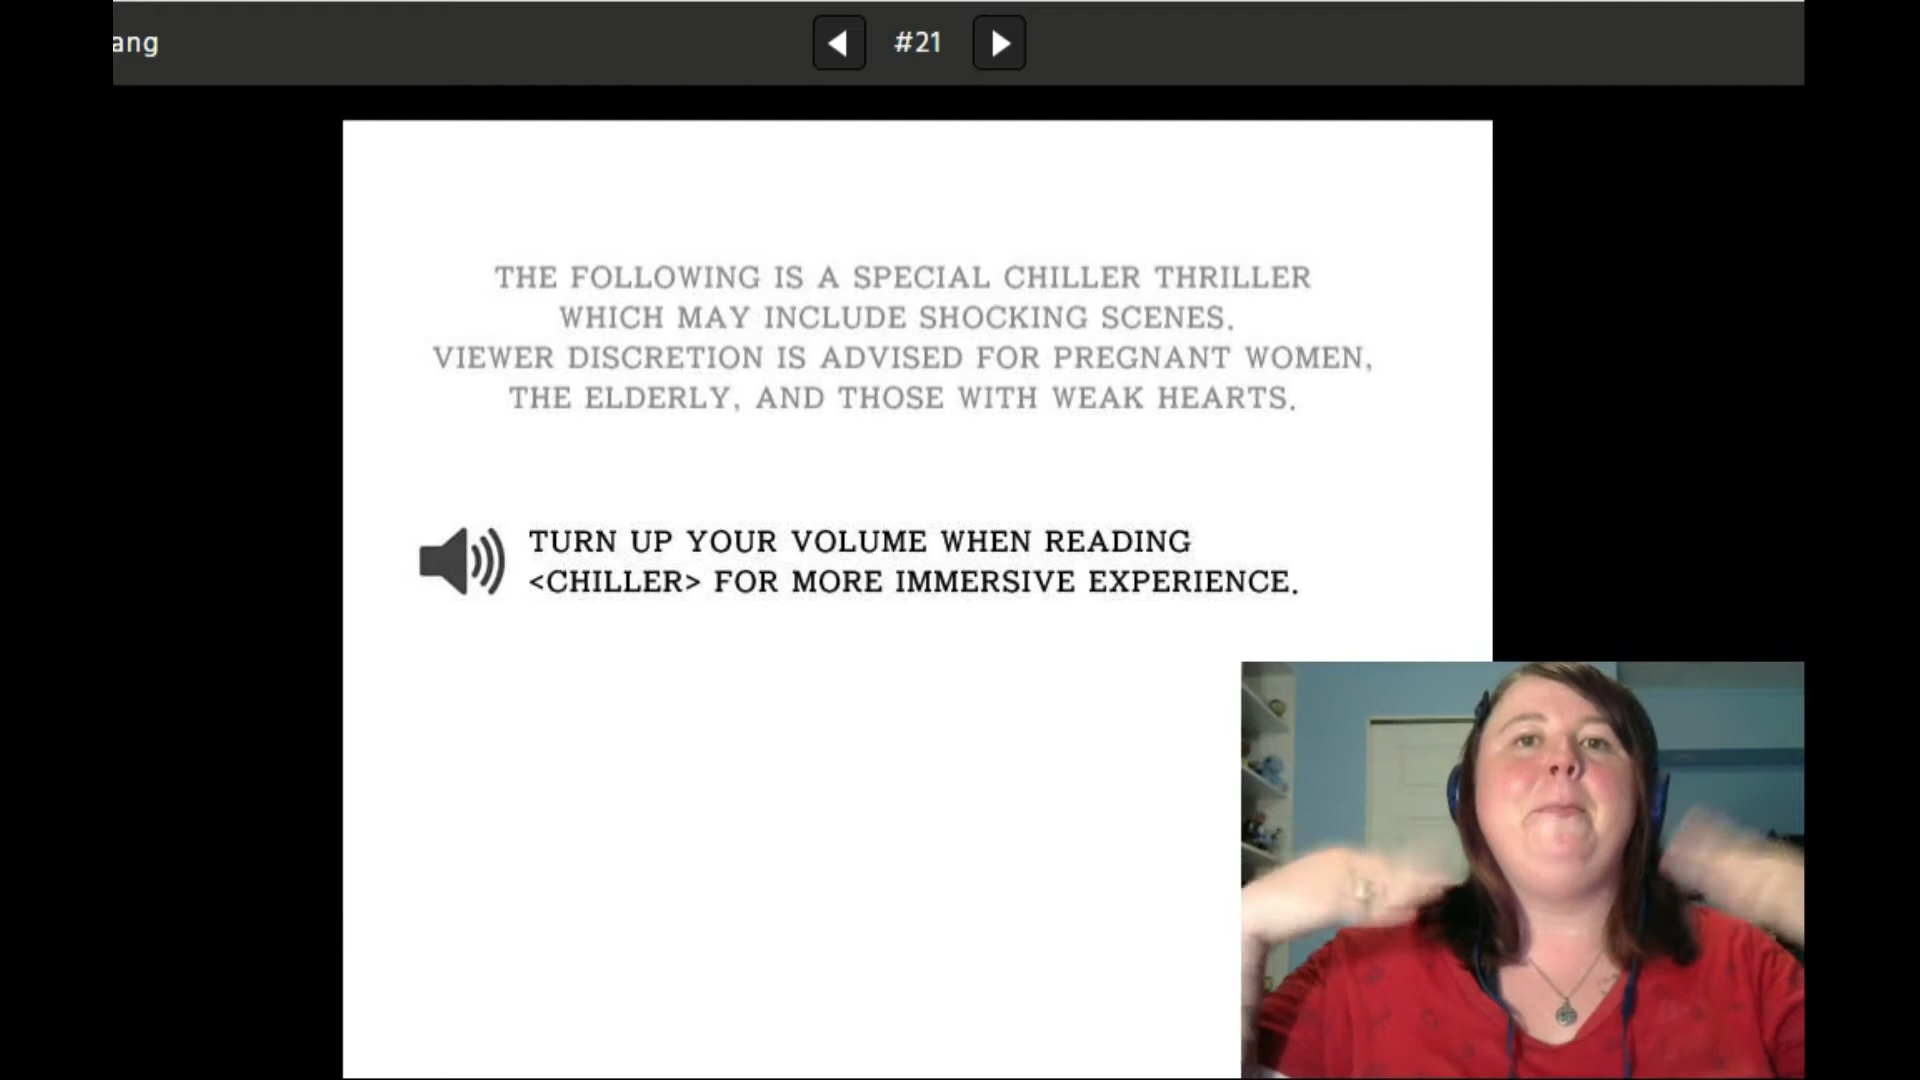 ang
#21
THE FOLLOWING IS A SPECIAL CHILLER THRILLER
WHICH MAY INCLUDE SHOCKING SCENES.
VIEWER DISCRETION IS ADVISED FOR PREGNANT WOMEN,
THE ELDERLY, AND THOSE WITH WEAK HEARTS.
TURN UP YOUR VOLUME WHEN READING
<CHILLER> FOR MORE IMMERSIVE EXPERIENCE.